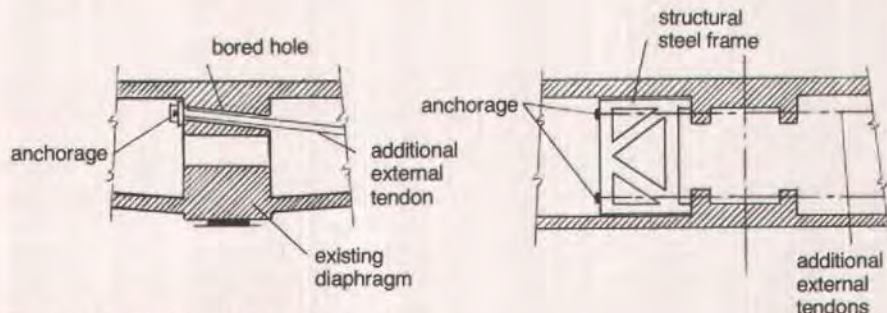 bored hole
anchorage
additional
external
tendon
existing
diaphragm
structural
steel frame
anchorage
additional
external
tendons